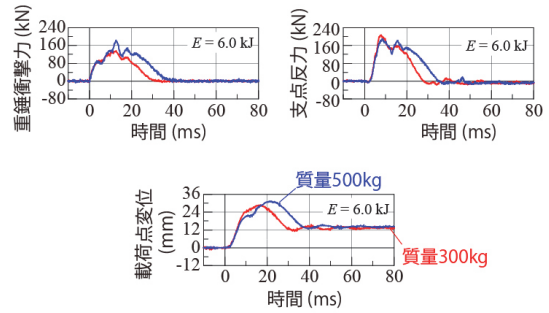 240
160
80
0
-80
重錘衝撃力 (kN)
E = 6.0 kJ
0 20 40 60 80
時間 (ms)
240
160
80
0
-80
支点反力 (kN)
E = 6.0 kJ
0 20 40 60 80
時間 (ms)
質量500kg
36
24
12
0
-12
載荷点変位
(mm)
E = 6.0 kJ
質量300kg
0 20 40 60 80
時間 (ms)